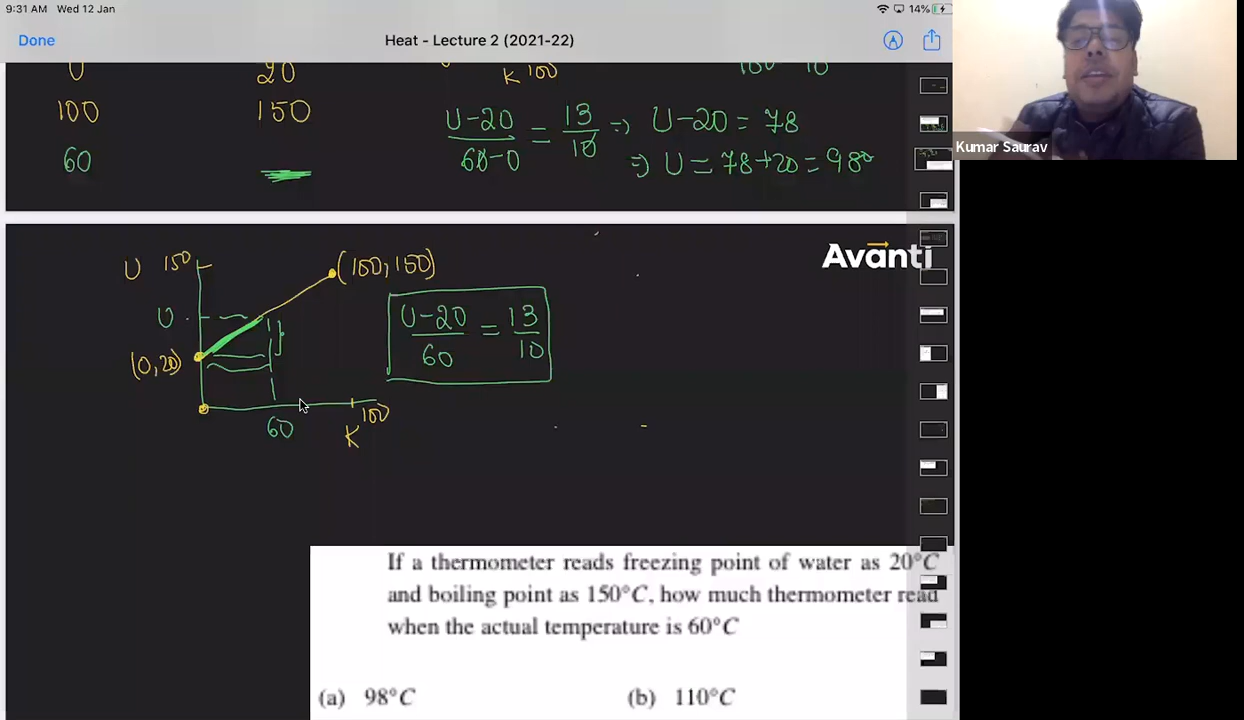 9:31 AM Wed 12 Jan
14%
Done
Heat - Lecture 2 (2021-22)
Kumar Saurav
0 20
K 100
100 10
100 150
60
U-20 / 60-0 = 13/10 ⇒ U-20 = 78
⇒ U = 78+20 = 98°
Avanti
U 150
(100, 150)
U
(0,20)
U-20 / 60 = 13/10
60
K 100
If a thermometer reads freezing point of water as 20°C
and boiling point as 150°C, how much thermometer read
when the actual temperature is 60°C
(a) 98°C
(b) 110°C